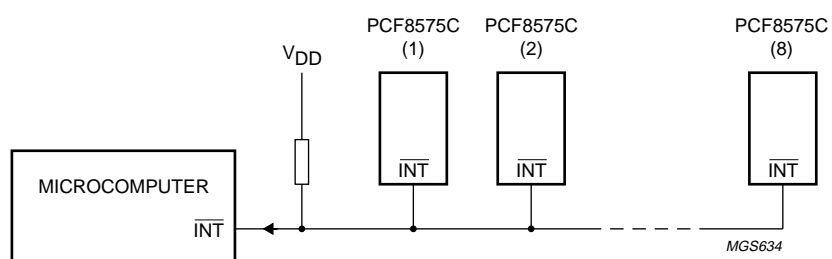 PCF8575C PCF8575C PCF8575C
(1) (2) (8)
VDD
INT INT INT
MICROCOMPUTER
INT
MGS634